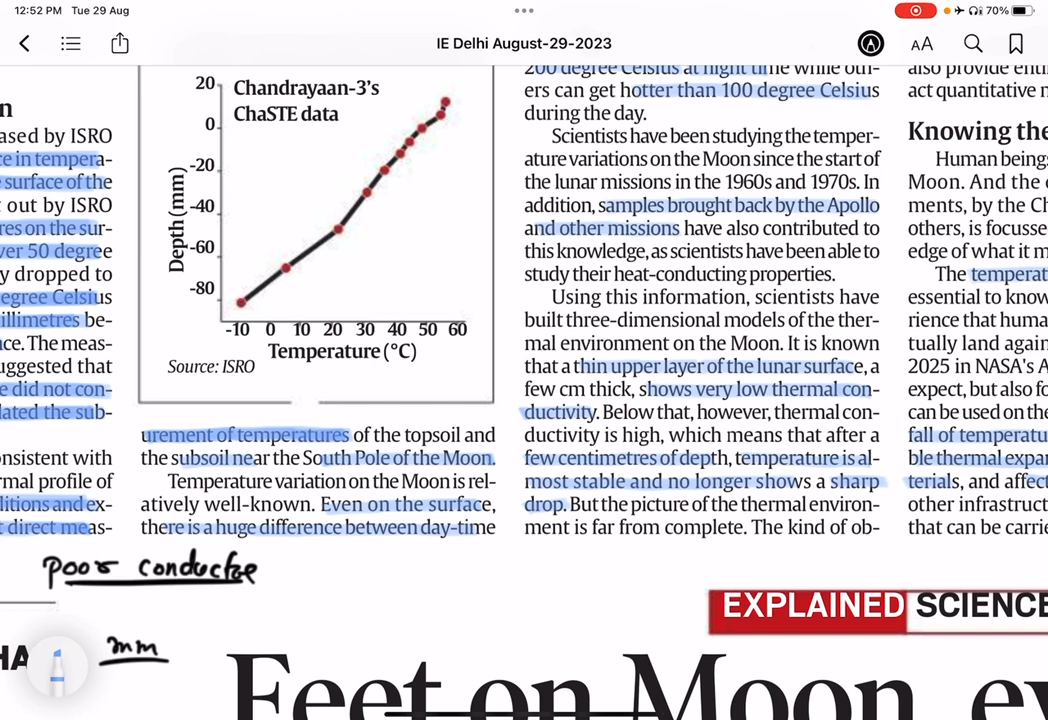 12:52 PM Tue 29 Aug
70%
IE Delhi August-29-2023
AA
n
ased by ISRO
ce in tempera-
e surface of the
t out by ISRO
res on the sur-
ver 50 degree
y dropped to
egree Celsius
illimetres be-
ce. The meas-
uggested that
e did not con-
lated the sub-
onsistent with
rmal profile of
litions and ex-
t direct meas-
Chandrayaan-3's
ChaSTE data
20
0
-20
-40
-60
-80
Depth (mm)
-10 0 10 20 30 40 50 60
Temperature (°C)
Source: ISRO
urement of temperatures of the topsoil and
the subsoil near the South Pole of the Moon.
Temperature variation on the Moon is rel-
atively well-known. Even on the surface,
there is a huge difference between day-time
200 degree Celsius at night time while oth-
ers can get hotter than 100 degree Celsius
during the day.
Scientists have been studying the temper-
ature variations on the Moon since the start of
the lunar missions in the 1960s and 1970s. In
addition, samples brought back by the Apollo
and other missions have also contributed to
this knowledge, as scientists have been able to
study their heat-conducting properties.
Using this information, scientists have
built three-dimensional models of the ther-
mal environment on the Moon. It is known
that a thin upper layer of the lunar surface, a
few cm thick, shows very low thermal con-
ductivity. Below that, however, thermal con-
ductivity is high, which means that after a
few centimetres of depth, temperature is al-
most stable and no longer shows a sharp
drop. But the picture of the thermal environ-
ment is far from complete. The kind of ob-
also provide
act quantitative
Knowing the
Human beings
Moon. And the
ments, by the Ch
others, is focusse
edge of what it m
The temperat
essential to know
rience that huma
tually land again
2025 in NASA's A
expect, but also fo
can be used on the
fall of temperatu
ble thermal expan
terials, and affect
other infrastruct
that can be carrie
poor conductor
mm
HA
EXPLAINED SCIENCE
Feet on Moon, ey